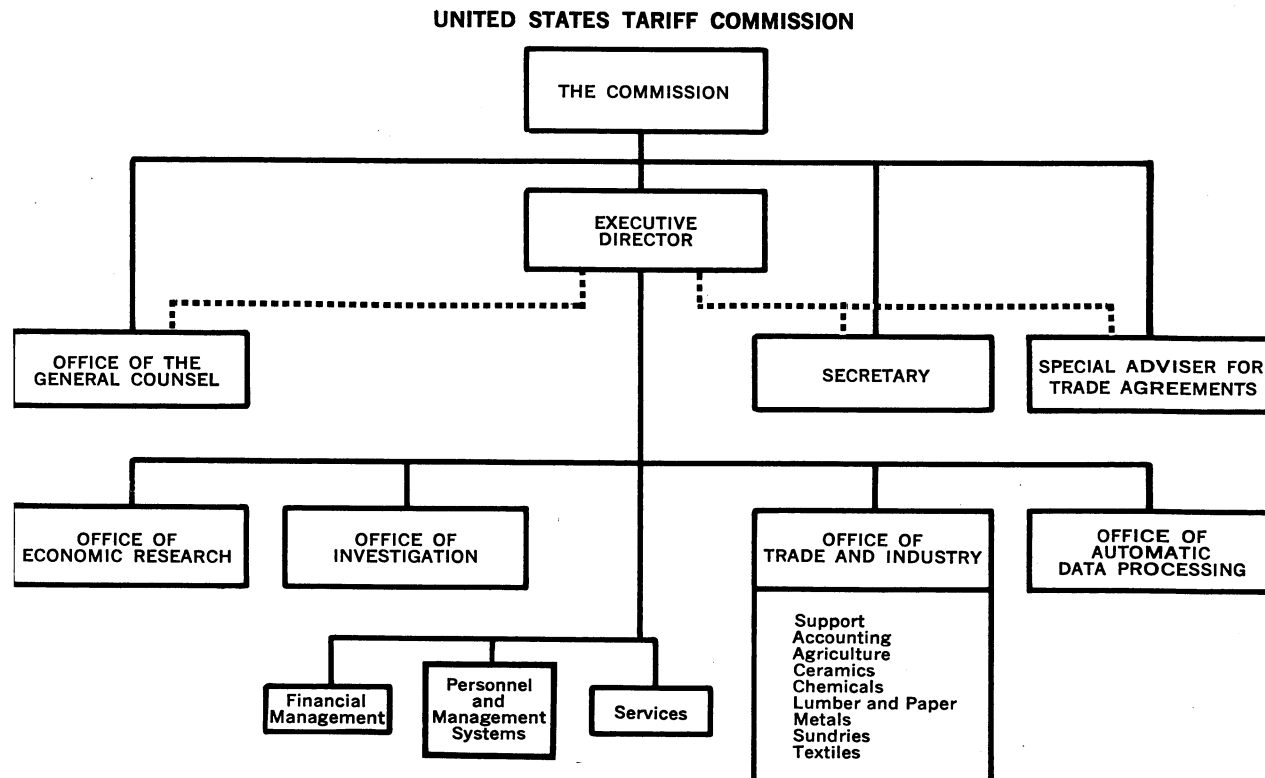 UNITED STATES TARIFF COMMISSION
THE COMMISSION
EXECUTIVE
DIRECTOR
OFFICE OF THE
GENERAL COUNSEL
SECRETARY
SPECIAL ADVISER FOR
TRADE AGREEMENTS
OFFICE OF
ECONOMIC RESEARCH
OFFICE OF
INVESTIGATION
OFFICE OF
TRADE AND INDUSTRY
Support
Accounting
Agriculture
Ceramics
Chemicals
Lumber and Paper
Metals
Sundries
Textiles
OFFICE OF
AUTOMATIC
DATA PROCESSING
Financial
Management
Personnel
and
Management
Systems
Services